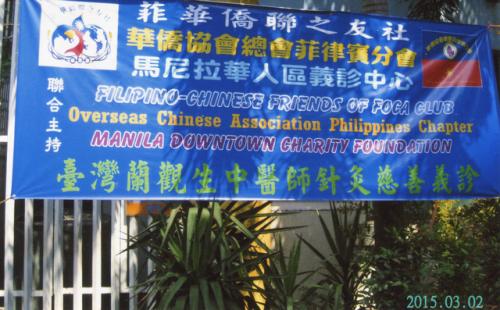 菲華僑聯之友社
華僑協會總會菲律賓分會
馬尼拉華人區義診中心
聯合主持
FILIPINO-CHINESE FRIENDS OF FOCA CLUB
Overseas Chinese Association Philippines Chapter
MANILA DOWNTOWN CHARITY FOUNDATION
臺灣蘭觀生中醫師針灸慈善義診
2015.03.02